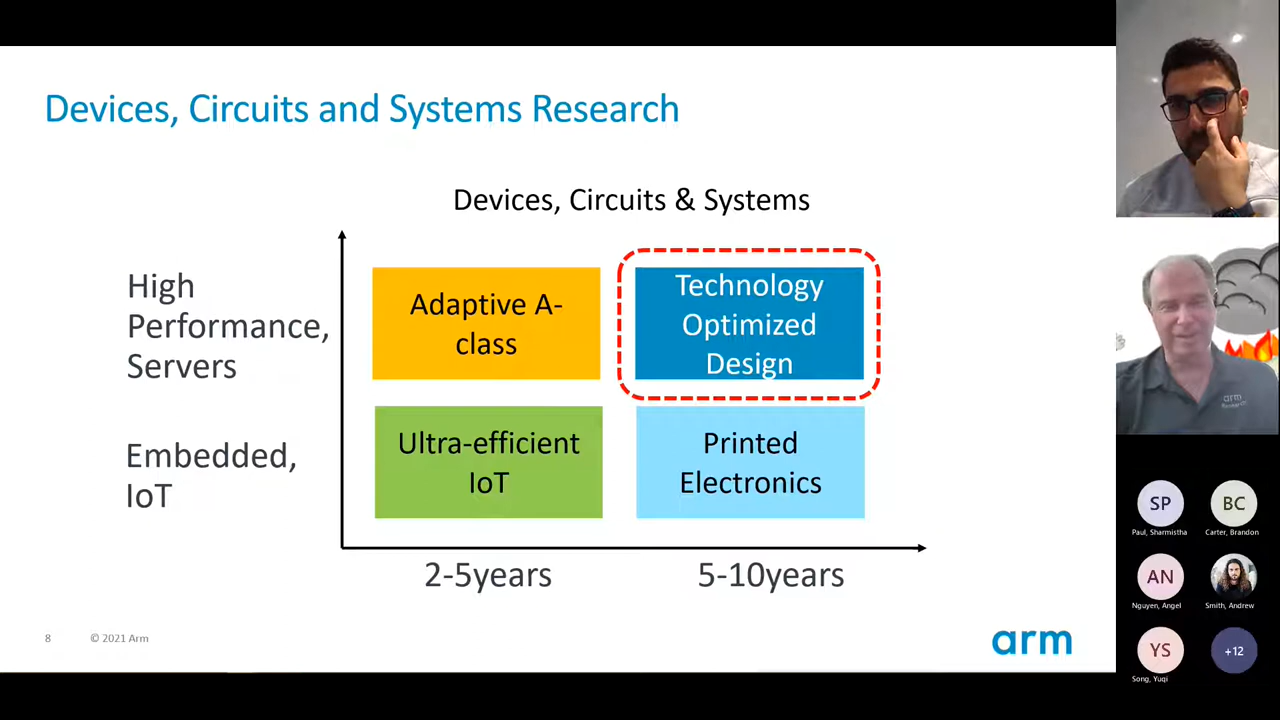 Devices, Circuits and Systems Research
Devices, Circuits & Systems
High
Performance,
Servers
Adaptive A-
class
Technology
Optimized
Design
Embedded,
IoT
Ultra-efficient
IoT
Printed
Electronics
2-5years
5-10years
8
© 2021 Arm
arm
arm
Research
SP
BC
Paul, Sharmistha
Carter, Brandon
AN
Nguyen, Angel
Smith, Andrew
YS
+12
Song, Yuqi